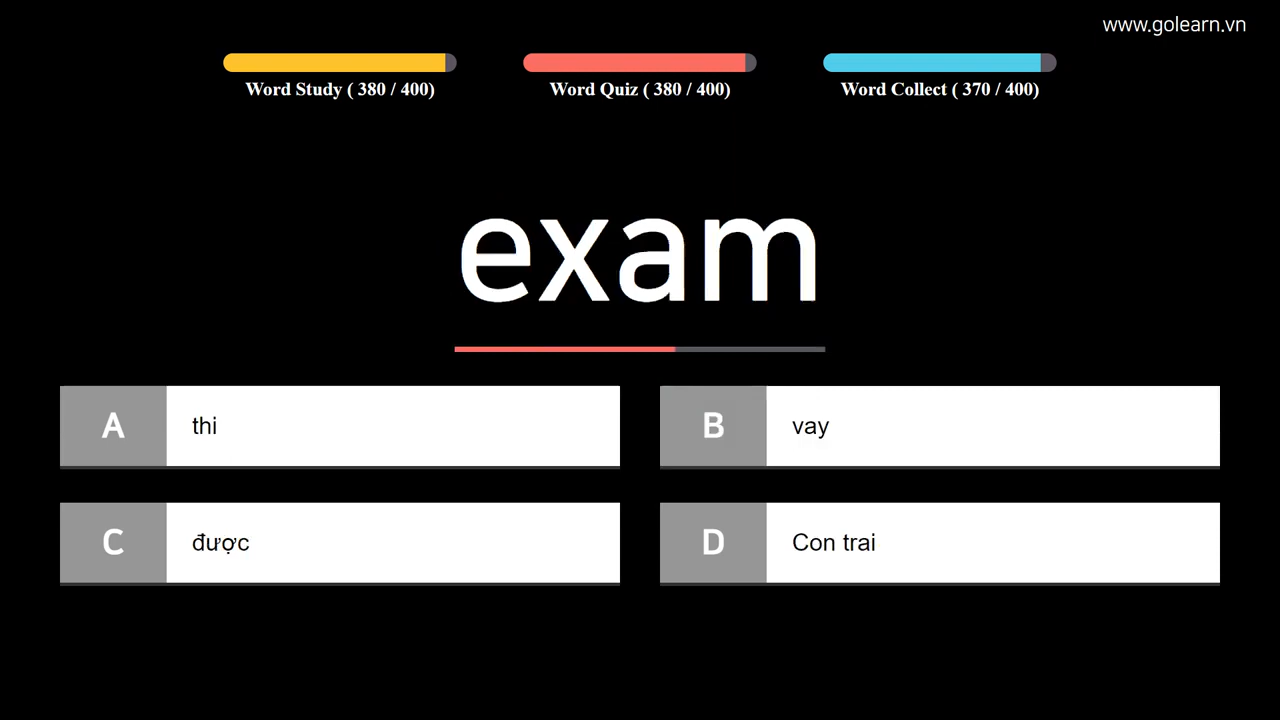 www.golearn.vn
Word Study ( 380 / 400)
Word Quiz ( 380 / 400)
Word Collect ( 370 / 400)
exam
A thi
B vay
C được
D Con trai